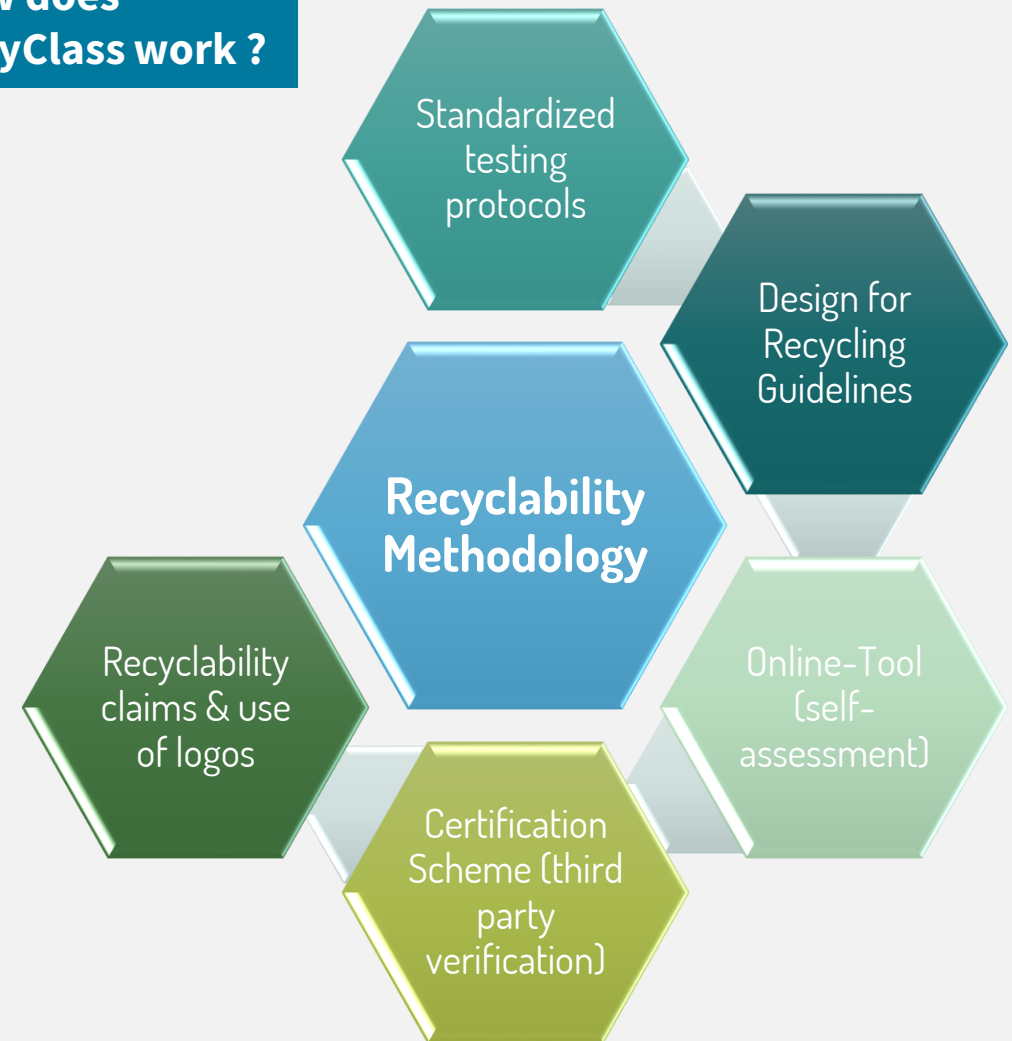 does
yClass work ?
Standardized
testing
protocols
Design for
Recycling
Guidelines
Recyclability
Methodology
Recyclability
claims & use
of logos
Online-Tool
(self-
assessment)
Certification
Scheme (third
party
verification)